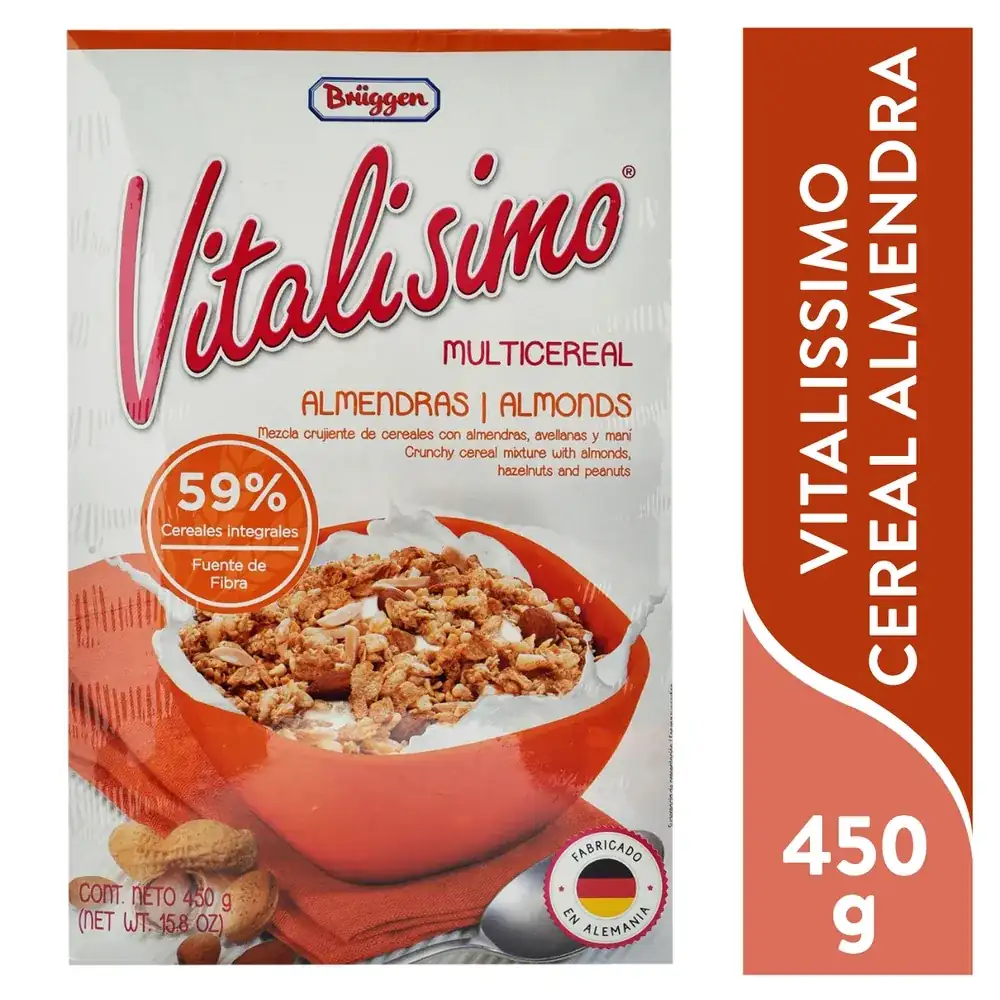 Brüggen
Vitalisimo®
MULTICEREAL
ALMENDRAS | ALMONDS
Mezcla crujiente de cereales con almendras, avellanas y maní
Crunchy cereal mixture with almonds,
hazelnuts and peanuts
59%
Cereales integrales
Fuente de
Fibra
CONT. NETO 450 g
(NET WT. 15.8 OZ)
FABRICADO
EN ALEMANIA
VITALISSIMO
CEREAL ALMENDRA
450
g